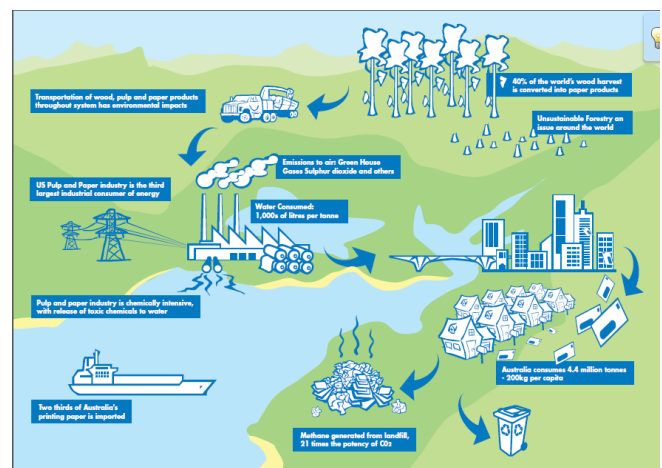 40% of the world's wood harvest
is converted into paper products
Transportation of wood, pulp and paper products
throughout system has environmental impacts
Unsustainable Forestry an
issue around the world
Emissions to air: Green House
Gases Sulphur dioxide and others
US Pulp and Paper industry is the third
largest industrial consumer of energy
Water Consumed:
1,000s of litres per tonne
Pulp and paper industry is chemically intensive,
with release of toxic chemicals to water
Australia consumes 4.4 million tonnes
- 200kg per capita
Two thirds of Australia's
printing paper is imported
Methane generated from landfill,
21 times the potency of CO2